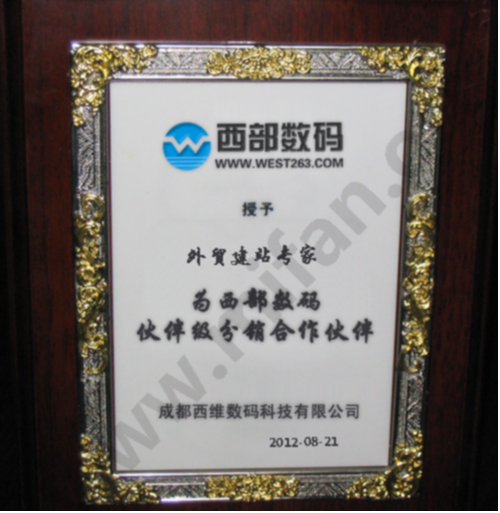 西部数码
WWW.WEST263.COM
授予
外贸建站专家
为西部数码
伙伴级分销合作伙伴
成都西维数码科技有限公司
2012-08-21